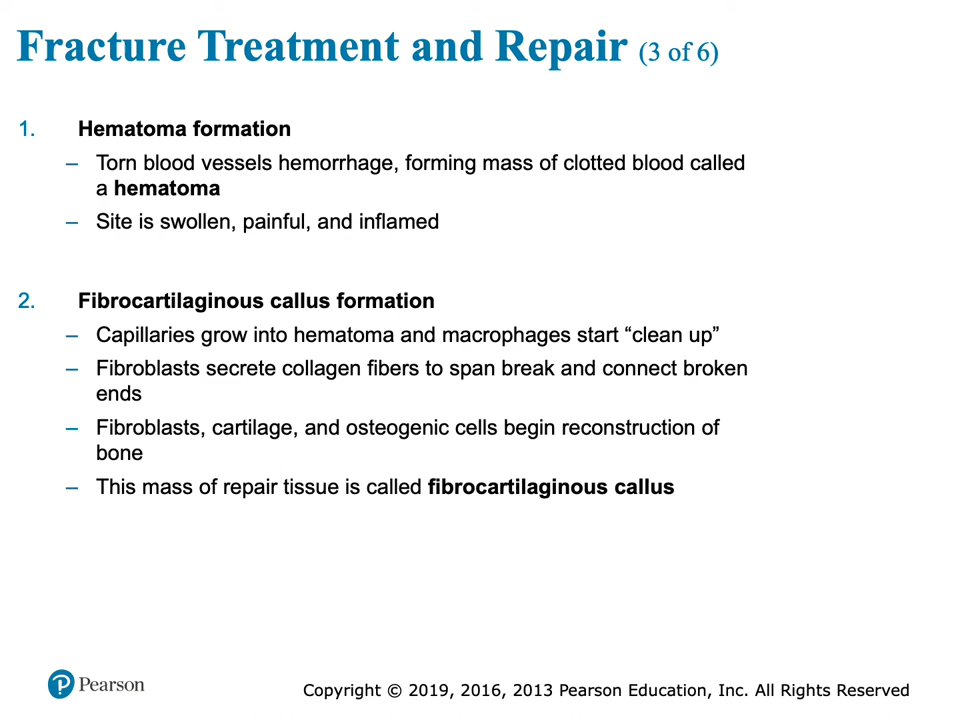 Fracture Treatment and Repair (3 of 6)
1. Hematoma formation
– Torn blood vessels hemorrhage, forming mass of clotted blood called
a hematoma
– Site is swollen, painful, and inflamed
2. Fibrocartilaginous callus formation
– Capillaries grow into hematoma and macrophages start “clean up”
– Fibroblasts secrete collagen fibers to span break and connect broken
ends
– Fibroblasts, cartilage, and osteogenic cells begin reconstruction of
bone
– This mass of repair tissue is called fibrocartilaginous callus
P Pearson
Copyright © 2019, 2016, 2013 Pearson Education, Inc. All Rights Reserved